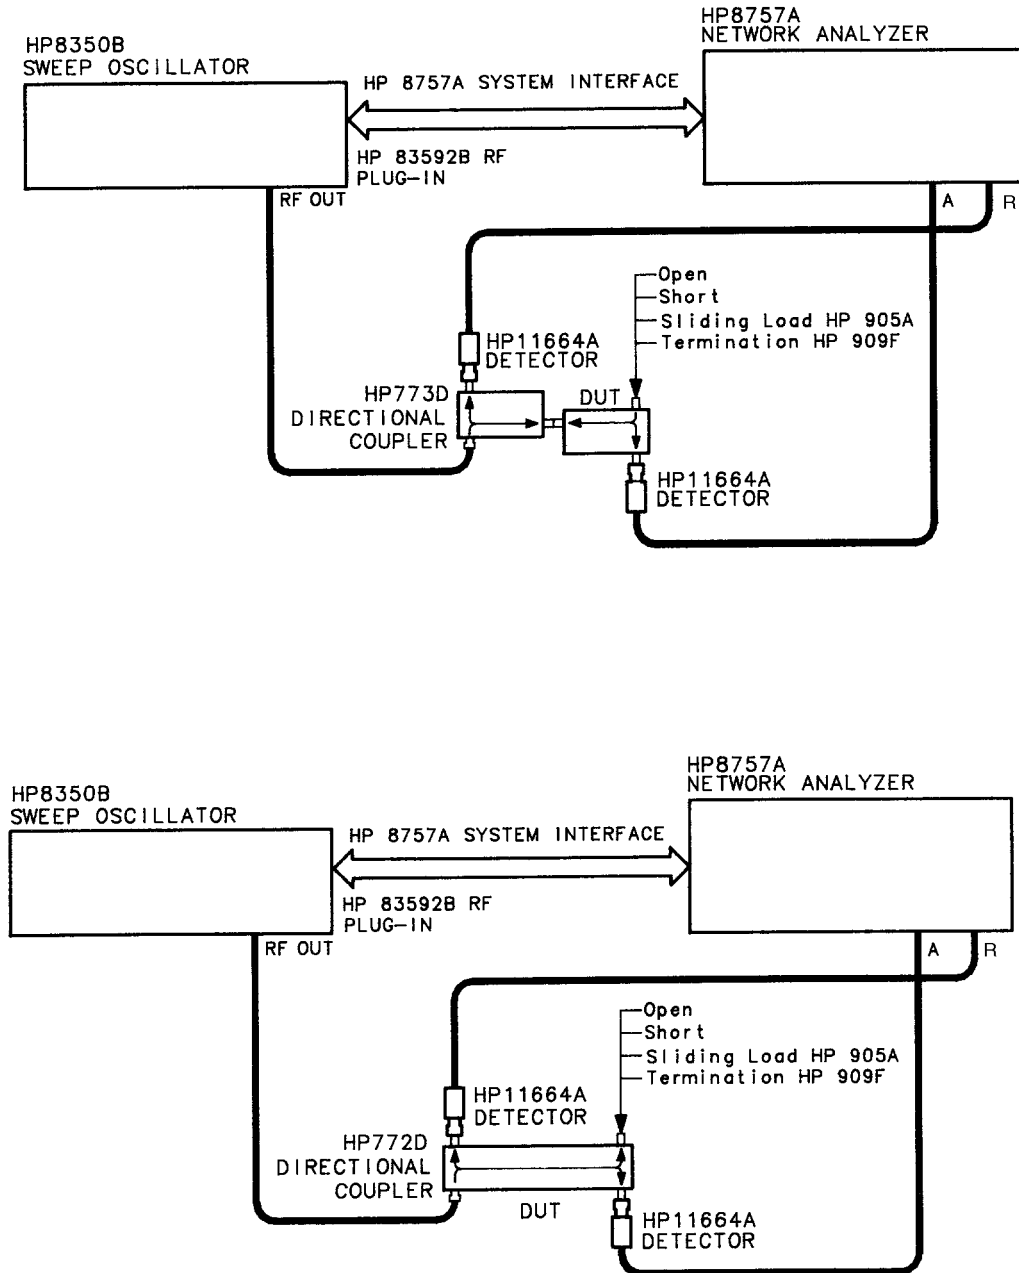 HP8350B
SWEEP OSCILLATOR
HP8757A
NETWORK ANALYZER
HP 8757A SYSTEM INTERFACE
HP 83592B RF
PLUG-IN
RF OUT
A
R
Open
Short
Sliding Load HP 905A
Termination HP 909F
HP11664A
DETECTOR
HP773D
DIRECTIONAL
COUPLER
DUT
HP11664A
DETECTOR
HP8350B
SWEEP OSCILLATOR
HP8757A
NETWORK ANALYZER
HP 8757A SYSTEM INTERFACE
HP 83592B RF
PLUG-IN
RF OUT
A
R
Open
Short
Sliding Load HP 905A
Termination HP 909F
HP11664A
DETECTOR
HP772D
DIRECTIONAL
COUPLER
DUT
HP11664A
DETECTOR